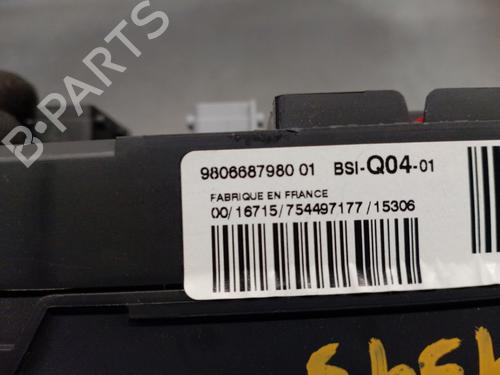 B-PARTS
9806687980 01 BSI-Q04-01
FABRIQUE EN FRANCE
00/16715/754497177/15306